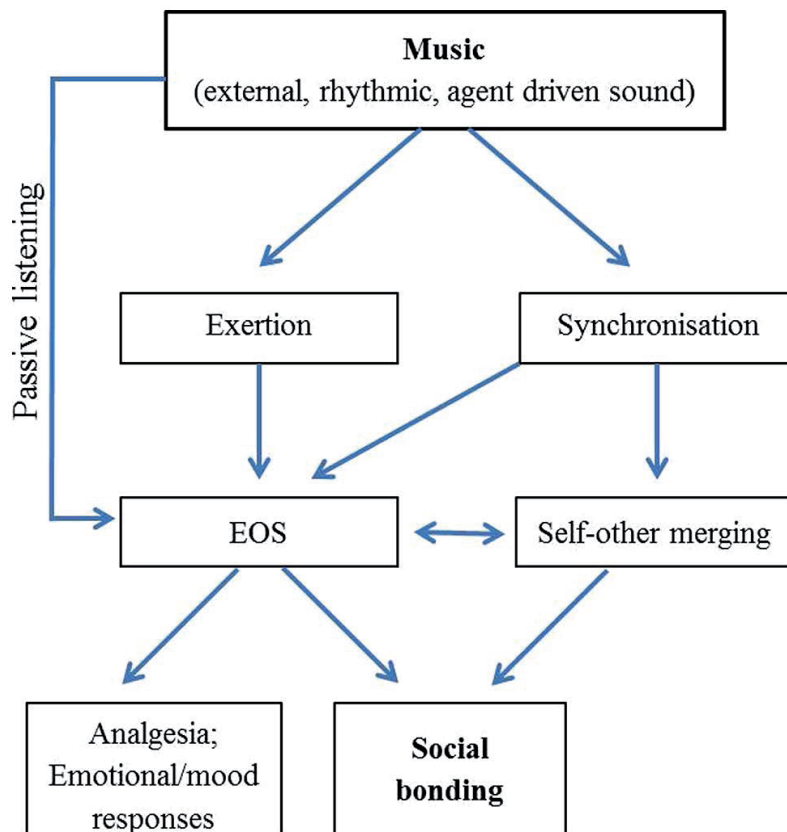 Music
(external, rhythmic, agent driven sound)
Passive listening
Exertion
Synchronisation
EOS
Self-other merging
Analgesia;
Emotional/mood
responses
Social
bonding